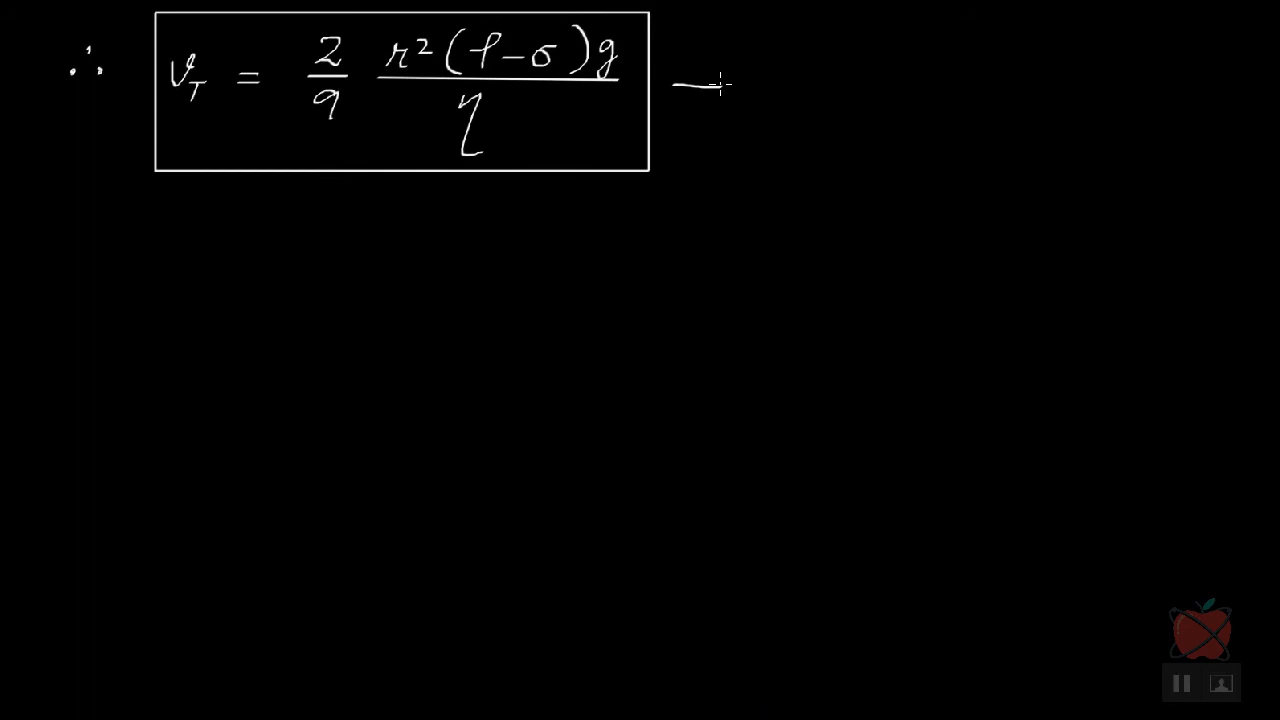 ∴ v_T = 2/9 r²(ρ-σ)g/η —